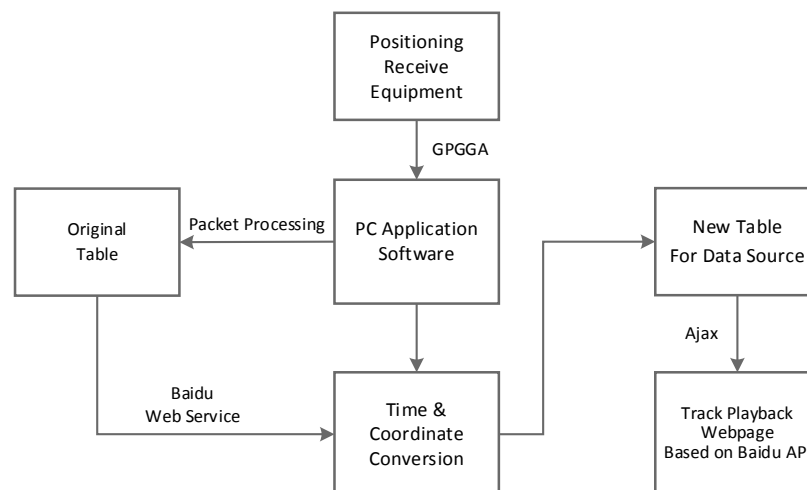 Positioning
Receive
Equipment
GPGGA
Original
Table
Packet Processing
PC Application
Software
New Table
For Data Source
Ajax
Baidu
Web Service
Time &
Coordinate
Conversion
Track Playback
Webpage
Based on Baidu AP